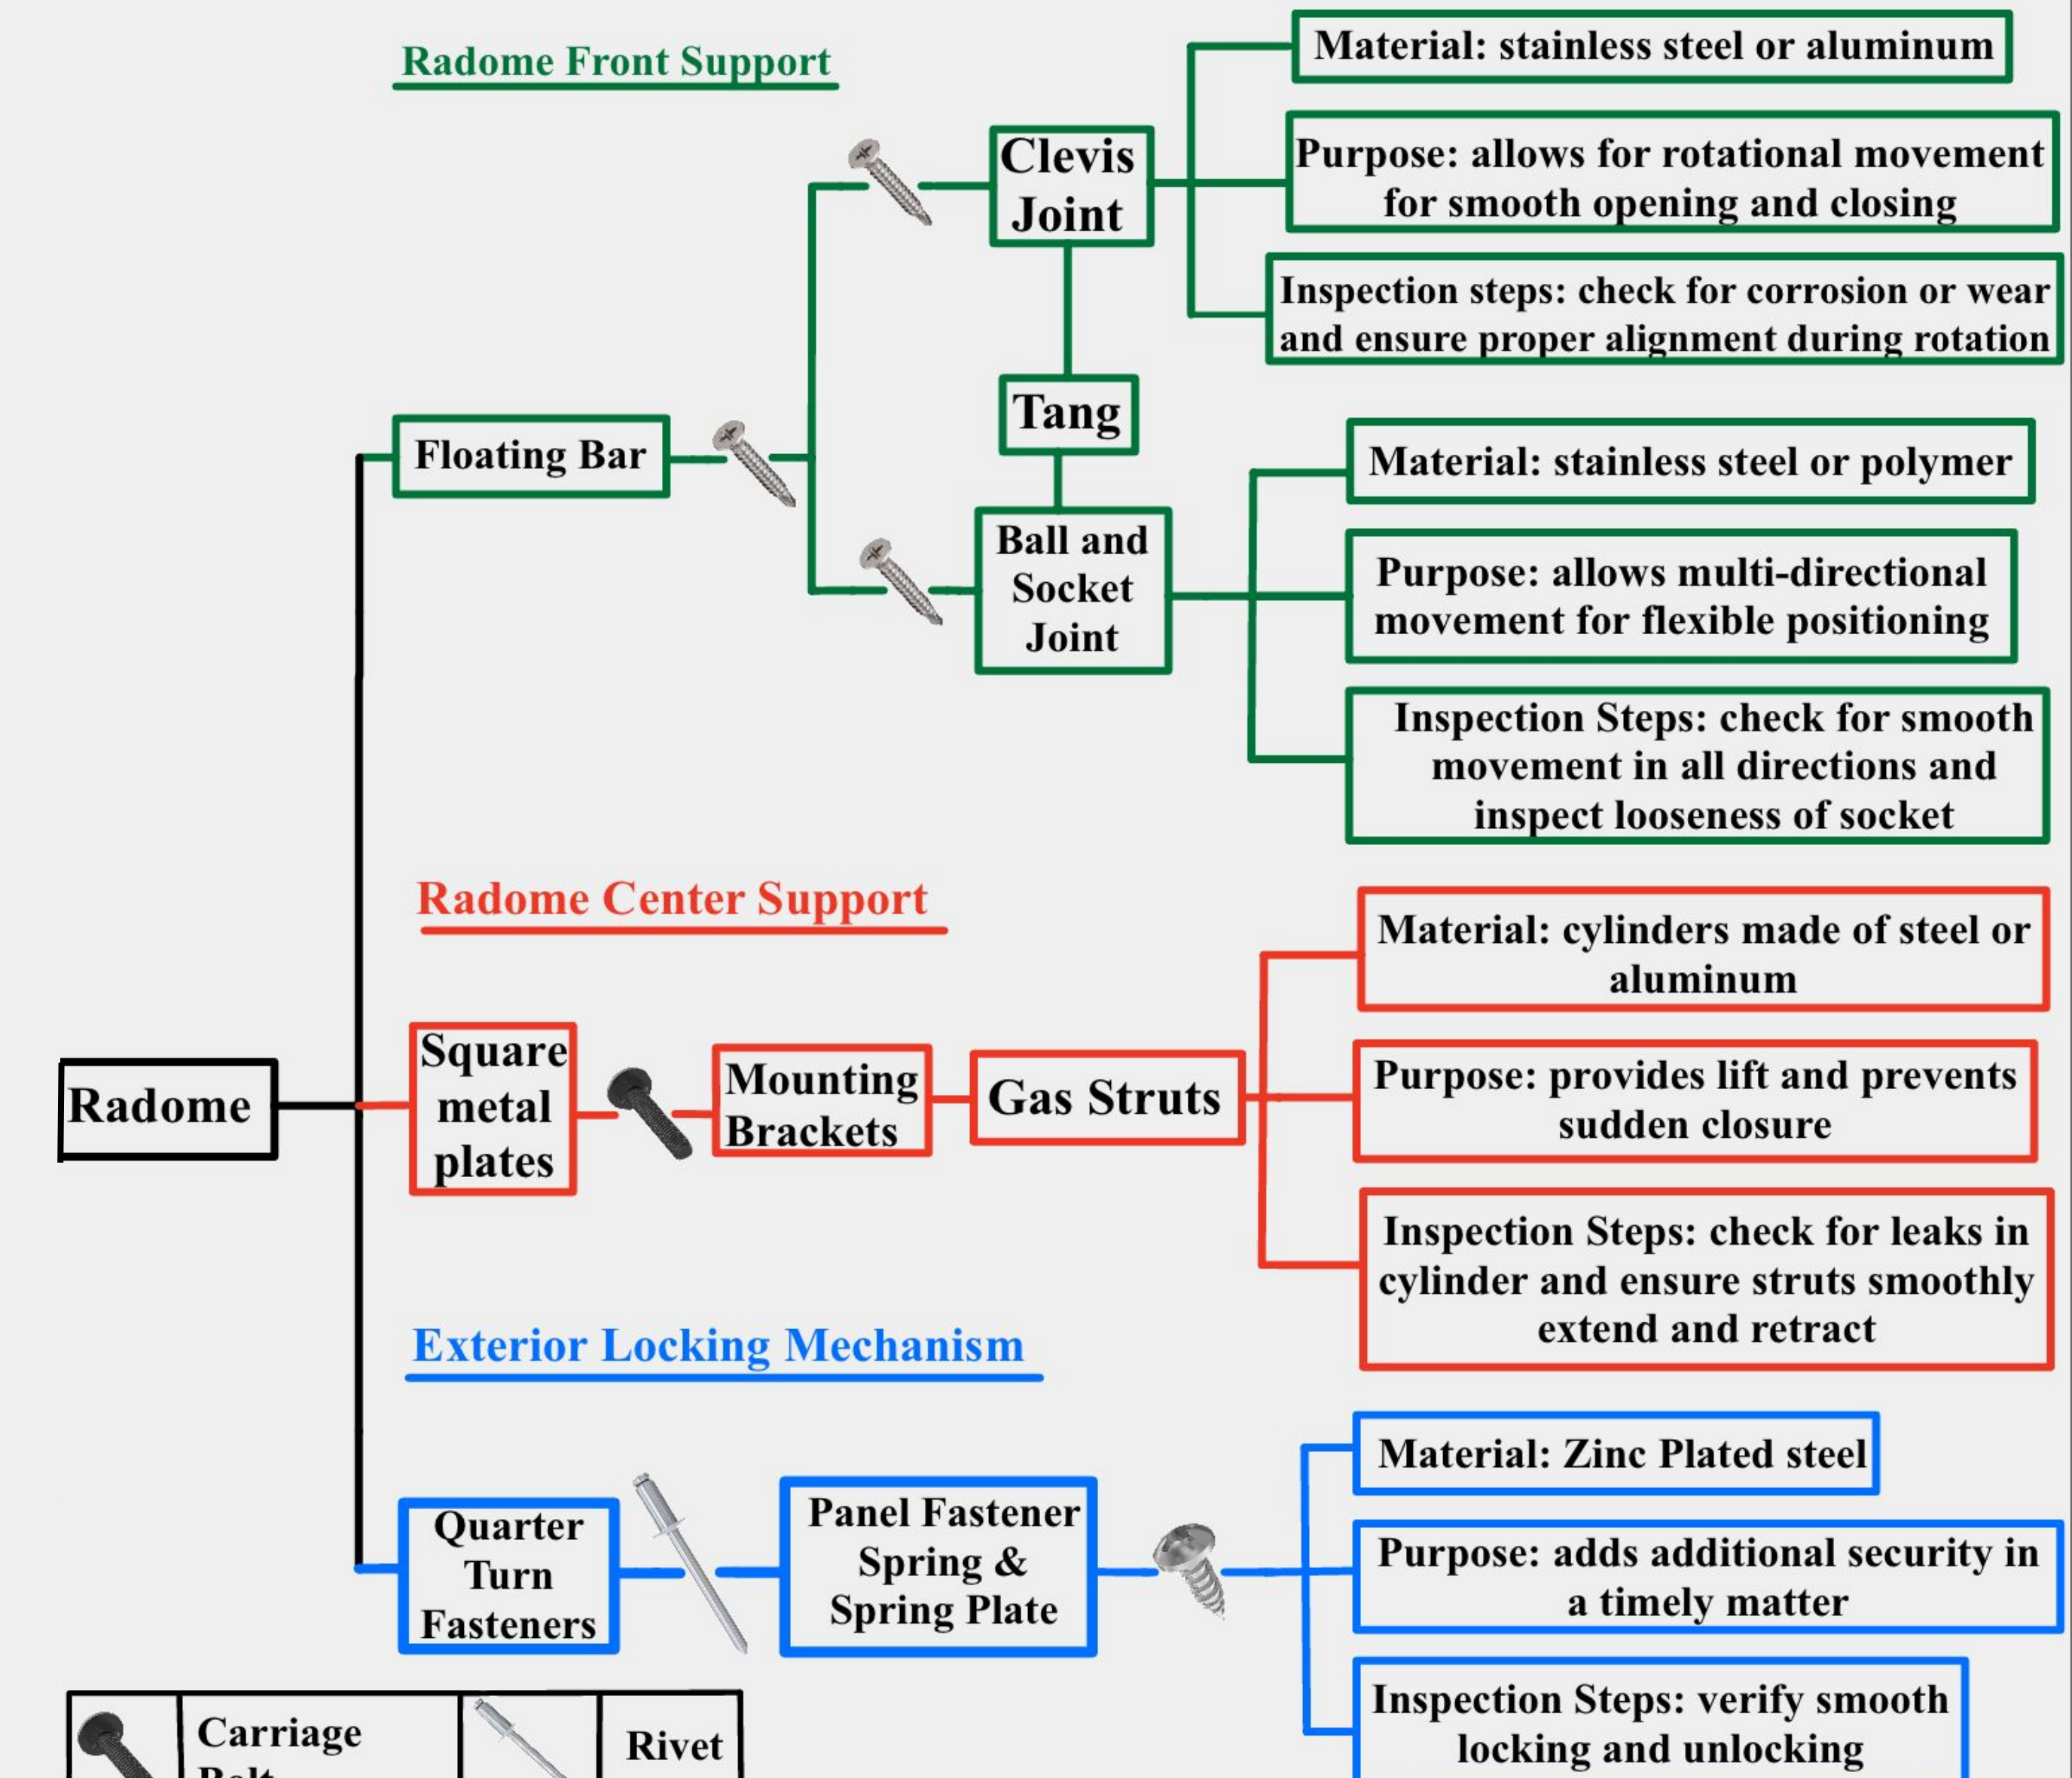 Radome Front Support
Clevis
Joint
Material: stainless steel or aluminum
Purpose: allows for rotational movement
for smooth opening and closing
Inspection steps: check for corrosion or wear
and ensure proper alignment during rotation
Tang
Floating Bar
Ball and
Socket
Joint
Material: stainless steel or polymer
Purpose: allows multi-directional
movement for flexible positioning
Inspection Steps: check for smooth
movement in all directions and
inspect looseness of socket
Radome Center Support
Radome
Square
metal
plates
Mounting
Brackets
Gas Struts
Material: cylinders made of steel or
aluminum
Purpose: provides lift and prevents
sudden closure
Inspection Steps: check for leaks in
cylinder and ensure struts smoothly
extend and retract
Exterior Locking Mechanism
Quarter
Turn
Fasteners
Panel Fastener
Spring &
Spring Plate
Material: Zinc Plated steel
Purpose: adds additional security in
a timely matter
Inspection Steps: verify smooth
locking and unlocking
Carriage
Bolt
Rivet